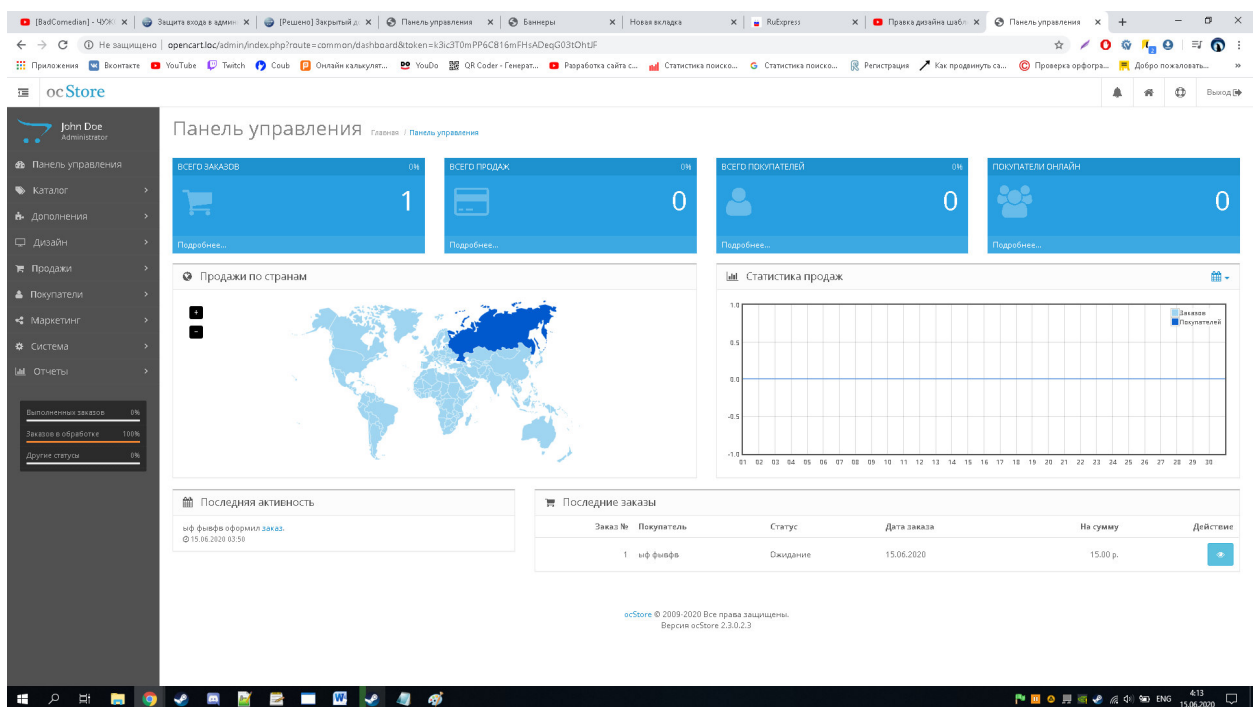 [BadComedian] - ЧУЖ
Защита входа в админ
[Решено] Закрытый д
Панель управления
Баннеры
Новая вкладка
RuExpress
Правка дизайна шабл
Панель управления
Не защищено | opencart.loc/admin/index.php?route=common/dashboard&token=k3ic3T0mPP6C816mFHsADeqG03tOhtJF
Приложения Вконтакте YouTube Twitch Coub Онлайн калькулят... YouDo QR Coder - Генерат... Разработка сайта с... Статистика поиско... Статистика поиско... Регистрация Как продвинуть са... Проверка орфогра... Добро пожаловать... »
ocStore
Выход
John Doe
Administrator
Панель управления
Каталог
Дополнения
Дизайн
Продажи
Покупатели
Маркетинг
Система
Отчеты
Выполненных заказов 0%
Заказов в обработке 100%
Другие статусы 0%
Панель управления Главная / Панель управления
ВСЕГО ЗАКАЗОВ 0%
1
Подробнее...
ВСЕГО ПРОДАЖ 0%
0
Подробнее...
ВСЕГО ПОКУПАТЕЛЕЙ 0%
0
Подробнее...
ПОКУПАТЕЛИ ОНЛАЙН
0
Подробнее...
Продажи по странам
+
-
Статистика продаж
Заказов
Покупателей
1.0
0.5
0.0
-0.5
-1.0
01 02 03 04 05 06 07 08 09 10 11 12 13 14 15 16 17 18 19 20 21 22 23 24 25 26 27 28 29 30
Последняя активность
ыф фывфв оформил заказ.
15.06.2020 03:50
Последние заказы
Заказ № Покупатель Статус Дата заказа На сумму Действие
1 ыф фывфв Ожидание 15.06.2020 15.00 р.
ocStore © 2009-2020 Все права защищены.
Версия ocStore 2.3.0.2.3
ENG
4:13
15.06.2020